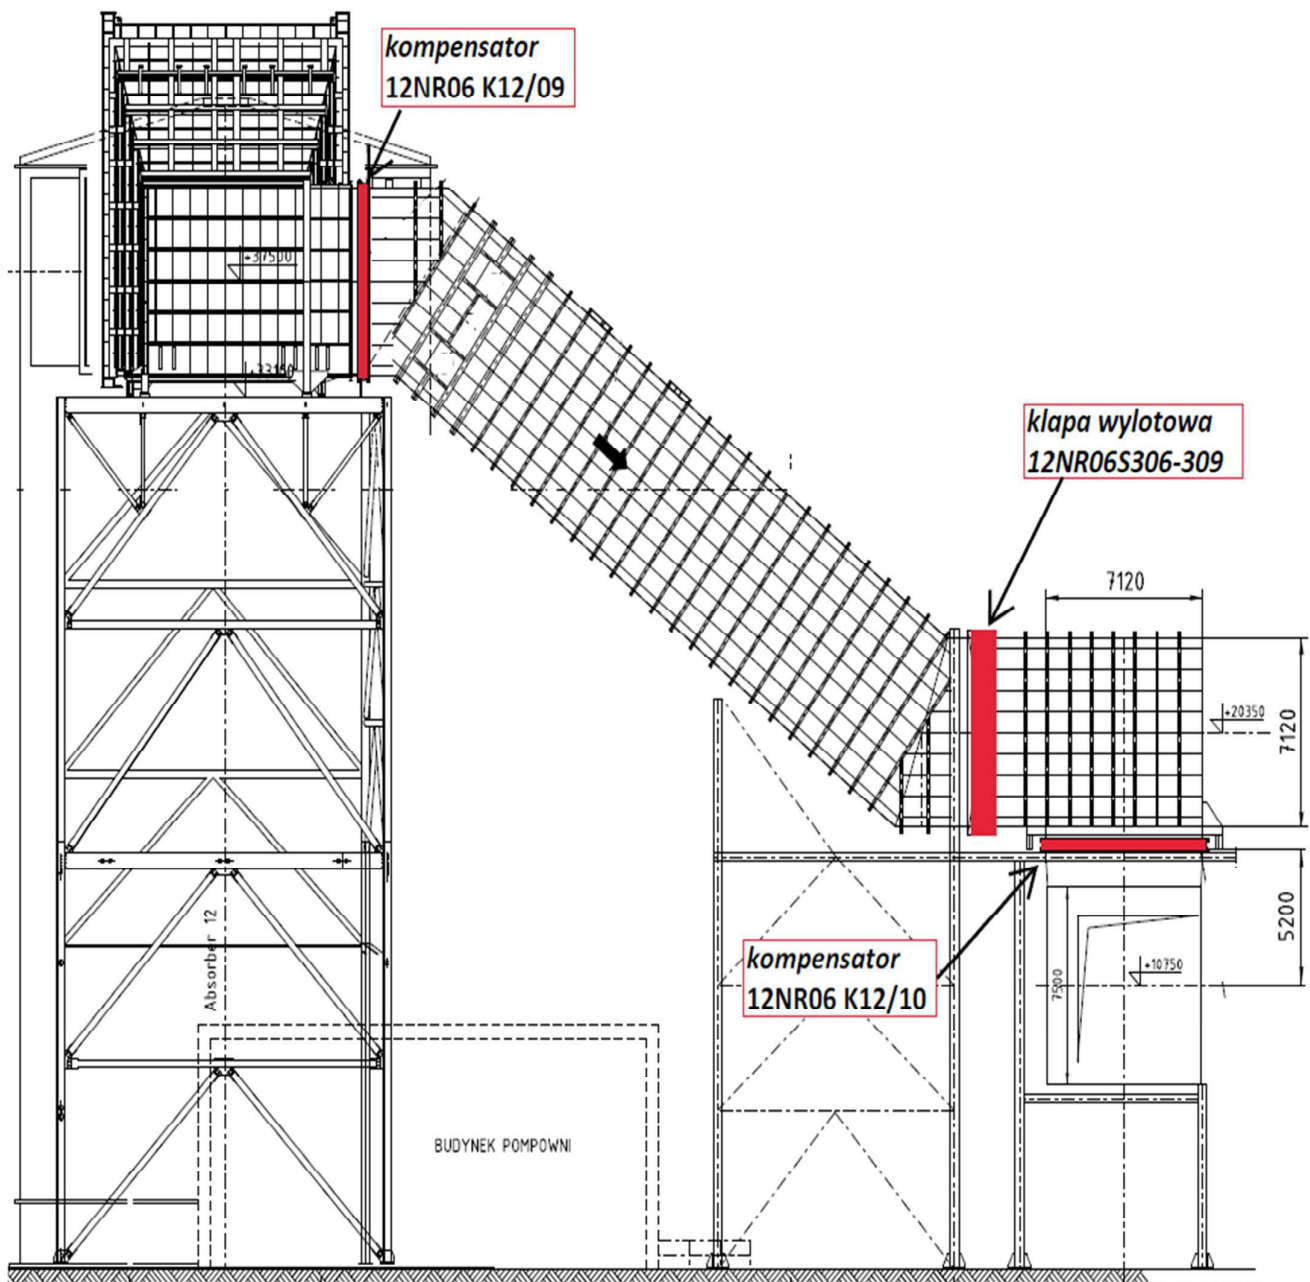 kompensator
12NR06 K12/09
+37500
+33150
klapa wylotowa
12NR06S306-309
7120
+20350
7120
5200
kompensator
12NR06 K12/10
+10750
7500
Absorber 12
BUDYNEK POMPOWNI